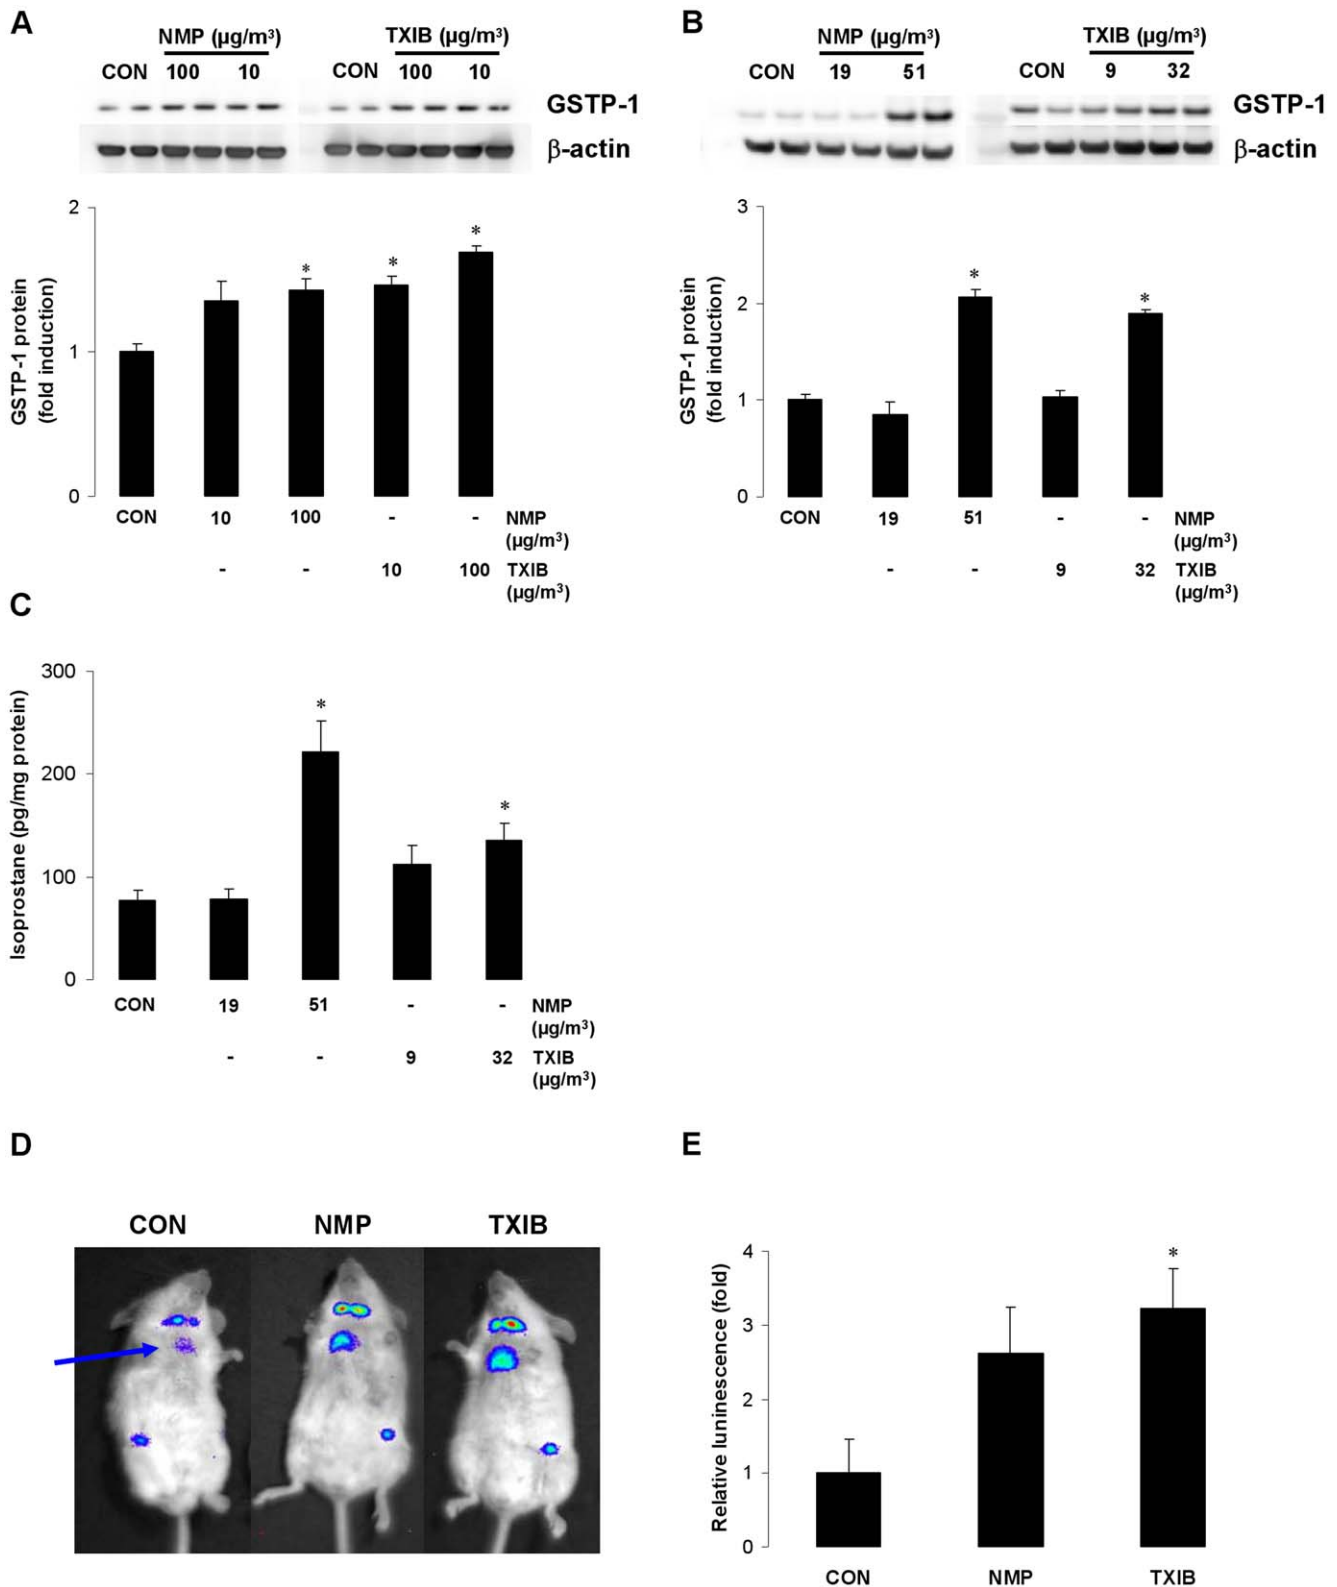 A
NMP (µg/m³)
TXIB (µg/m³)
CON 100 10
CON 100 10
GSTP-1
β-actin
2
1
0
GSTP-1 protein
(fold induction)
*
*
*
CON 10 100 - - NMP
(µg/m³)
- - 10 100 TXIB
(µg/m³)
B
NMP (µg/m³)
TXIB (µg/m³)
CON 19 51
CON 9 32
GSTP-1
β-actin
3
2
1
0
GSTP-1 protein
(fold induction)
*
*
CON 19 51 - - NMP
(µg/m³)
- - 9 32 TXIB
(µg/m³)
C
300
200
100
0
Isoprostane (pg/mg protein)
*
*
CON 19 51 - - NMP
(µg/m³)
- - 9 32 TXIB
(µg/m³)
D
CON NMP TXIB
E
4
3
2
1
0
Relative luninescence (fold)
*
CON NMP TXIB